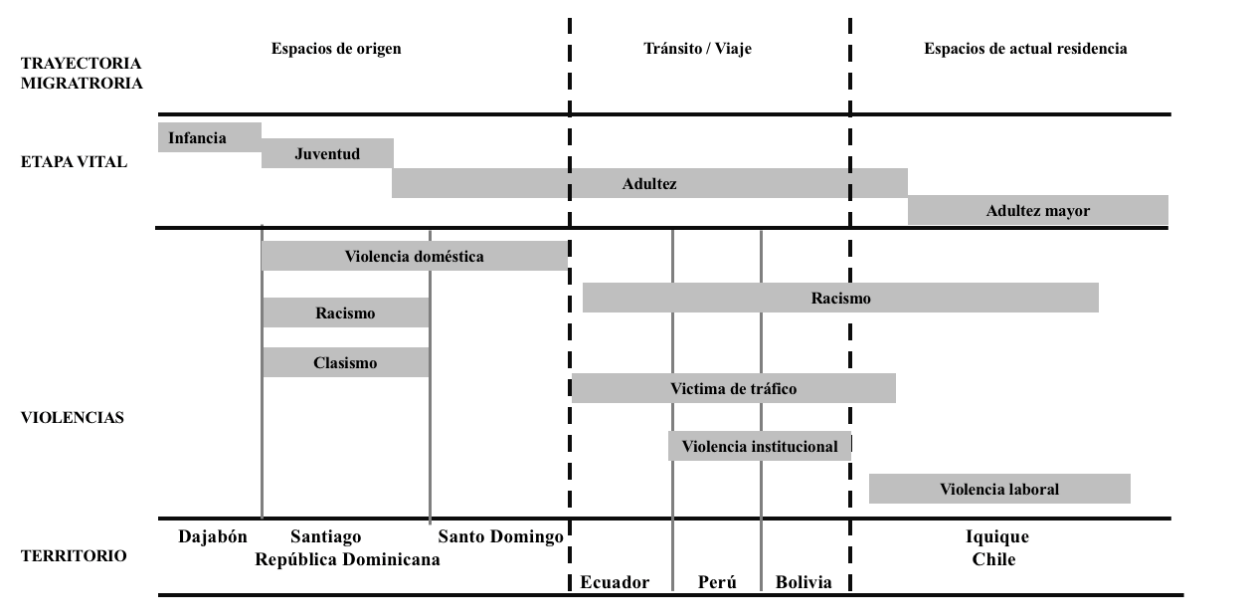 Espacios de origen
Tránsito / Viaje
Espacios de actual residencia
TRAYECTORIA
MIGRATRORIA
Infancia
Juventud
ETAPA VITAL
Adultez
Adultez mayor
Violencia doméstica
Racismo
Racismo
Clasismo
Victima de tráfico
VIOLENCIAS
Violencia institucional
Violencia laboral
Dajabón
Santiago
Santo Domingo
Iquique
TERRITORIO
República Dominicana
Chile
Ecuador
Perú
Bolivia